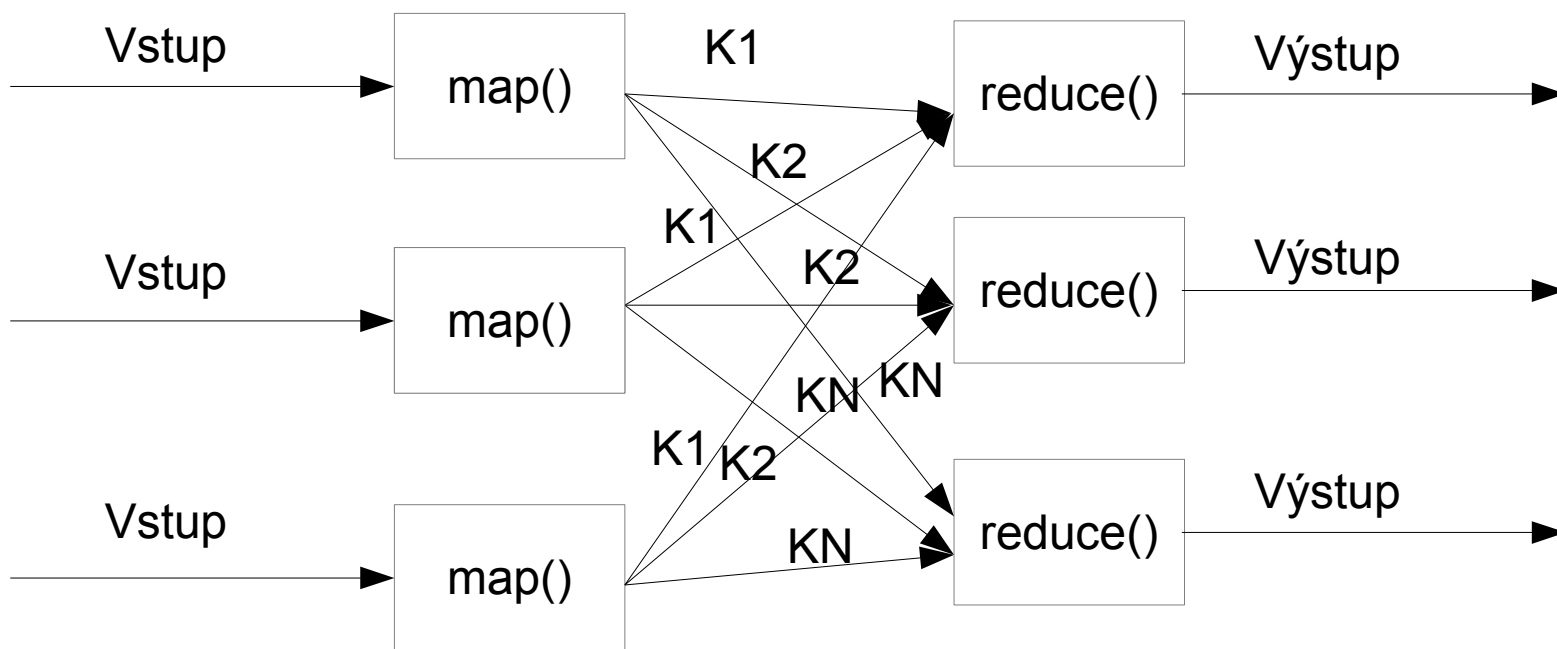 Vstup
map()
K1
reduce()
Výstup
K2
K1
Vstup
map()
K2
reduce()
Výstup
KN
KN
K1
K2
Vstup
map()
KN
reduce()
Výstup